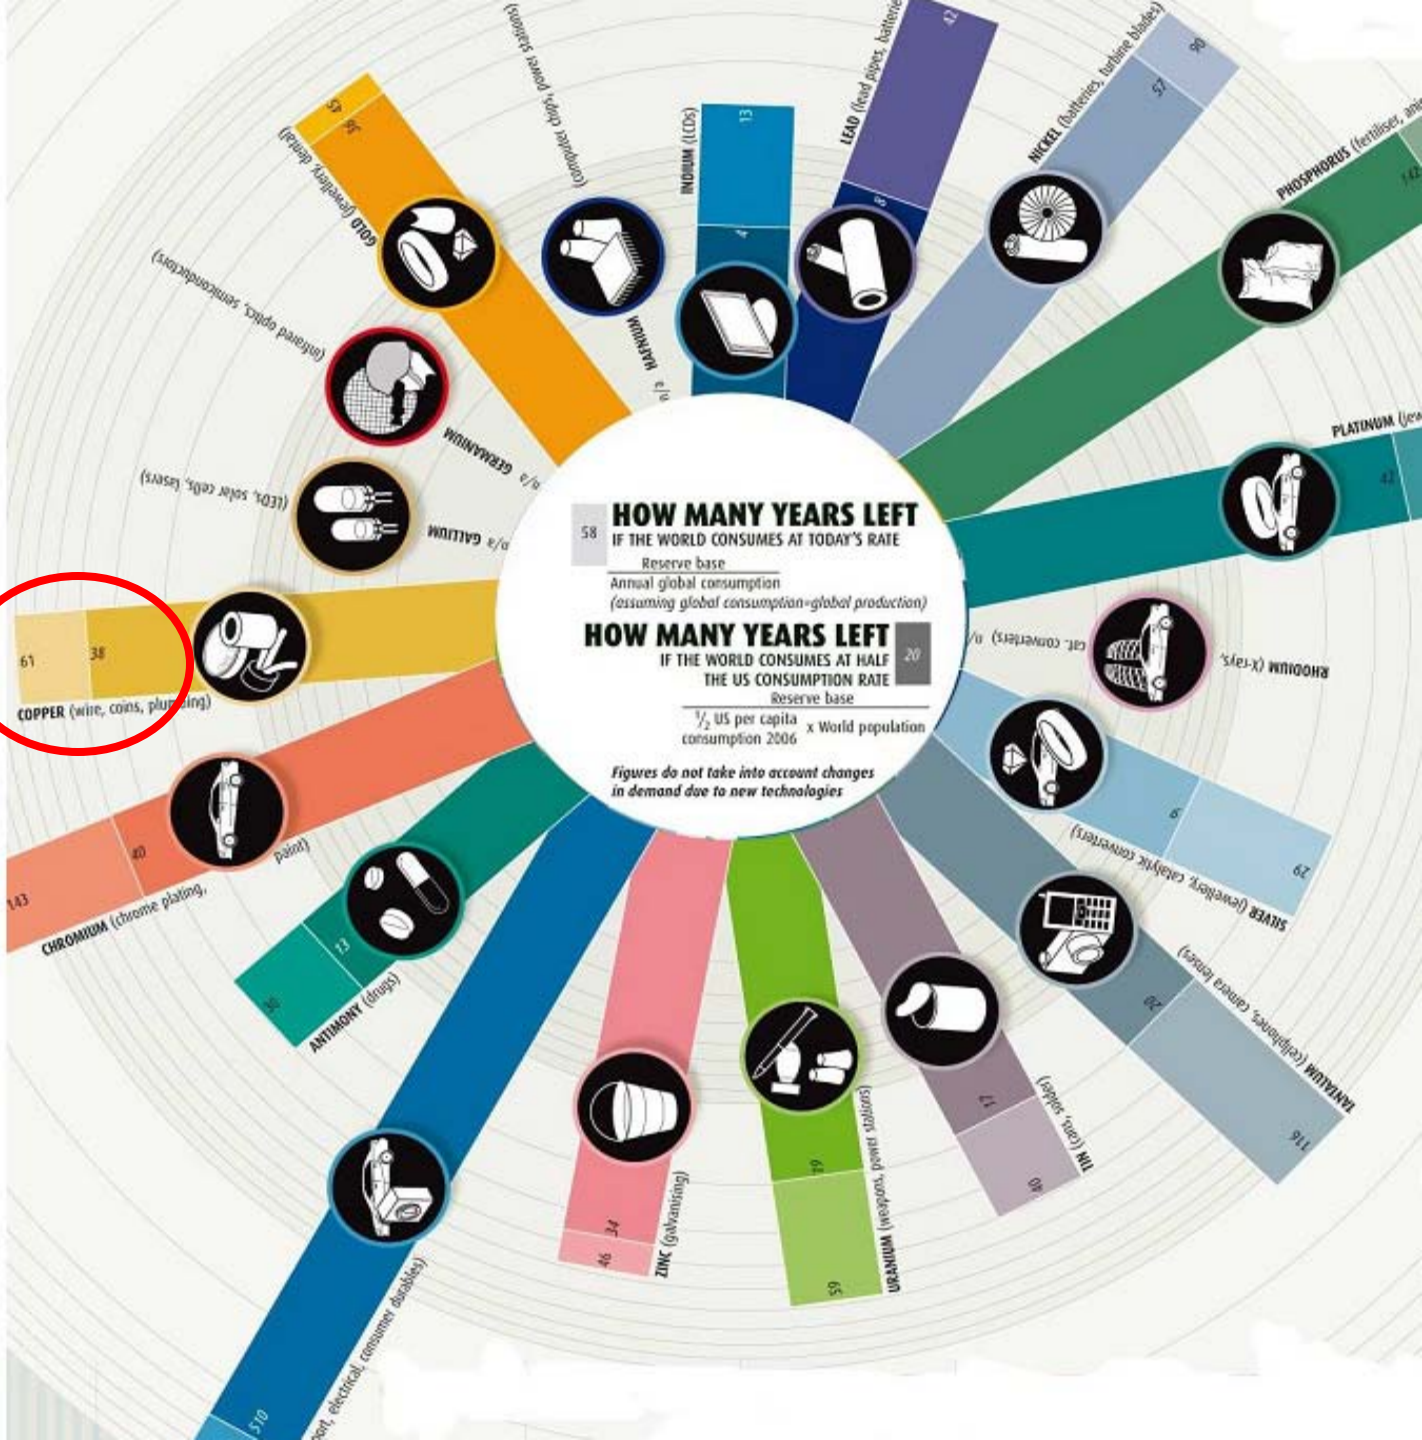 HOW MANY YEARS LEFT
58
IF THE WORLD CONSUMES AT TODAY'S RATE
Reserve base
Annual global consumption
(assuming global consumption=global production)
HOW MANY YEARS LEFT
20
IF THE WORLD CONSUMES AT HALF
THE US CONSUMPTION RATE
Reserve base
1/2 US per capita
consumption 2006
x World population
Figures do not take into account changes
in demand due to new technologies
INDIUM (LCDs)
13
4
LEAD (lead pipes,
42
8
NICKEL (batteries, turbine blades)
90
57
PHOSPHORUS (fertiliser,
142
PLATINUM
42
RHODIUM (X-rays,
cat. converters)
SILVER (jewellery, catalytic converters)
9
29
TANTALUM (cellphones, camera lenses)
20
116
TIN (cans, solder)
17
40
URANIUM (weapons, power stations)
19
59
ZINC (galvanising)
34
46
electrical, consumer durables)
510
ANTIMONY (drugs)
13
30
CHROMIUM (chrome plating,
paint)
40
143
COPPER (wire, coins,
38
61
GALLIUM n/a
(LEDs, solar cells, lasers)
GERMANIUM n/a
(infrared optics, semiconductors)
GOLD (jewellery, dental)
36
45
HAFNIUM n/a
(computer chips, power stations)